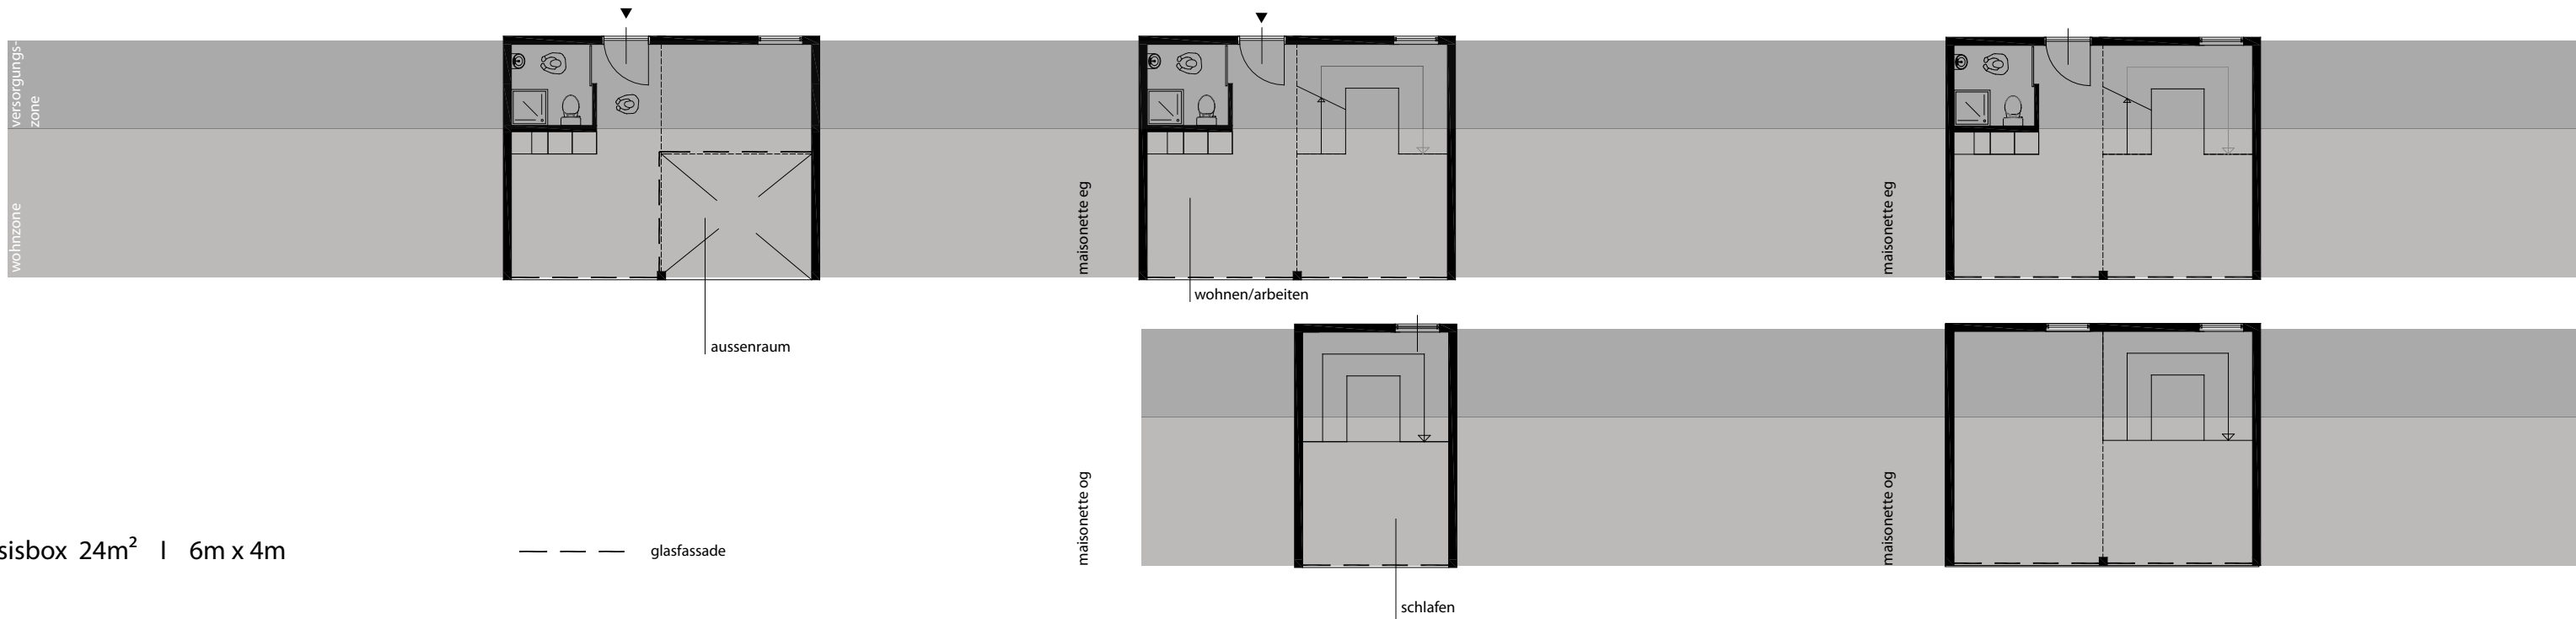 versorgungs-
zone
wohnzone
aussenraum
maisonette eg
wohnen/arbeiten
maisonette eg
maisonette og
schlafen
maisonette og
sisbox 24m² I 6m x 4m
glasfassade